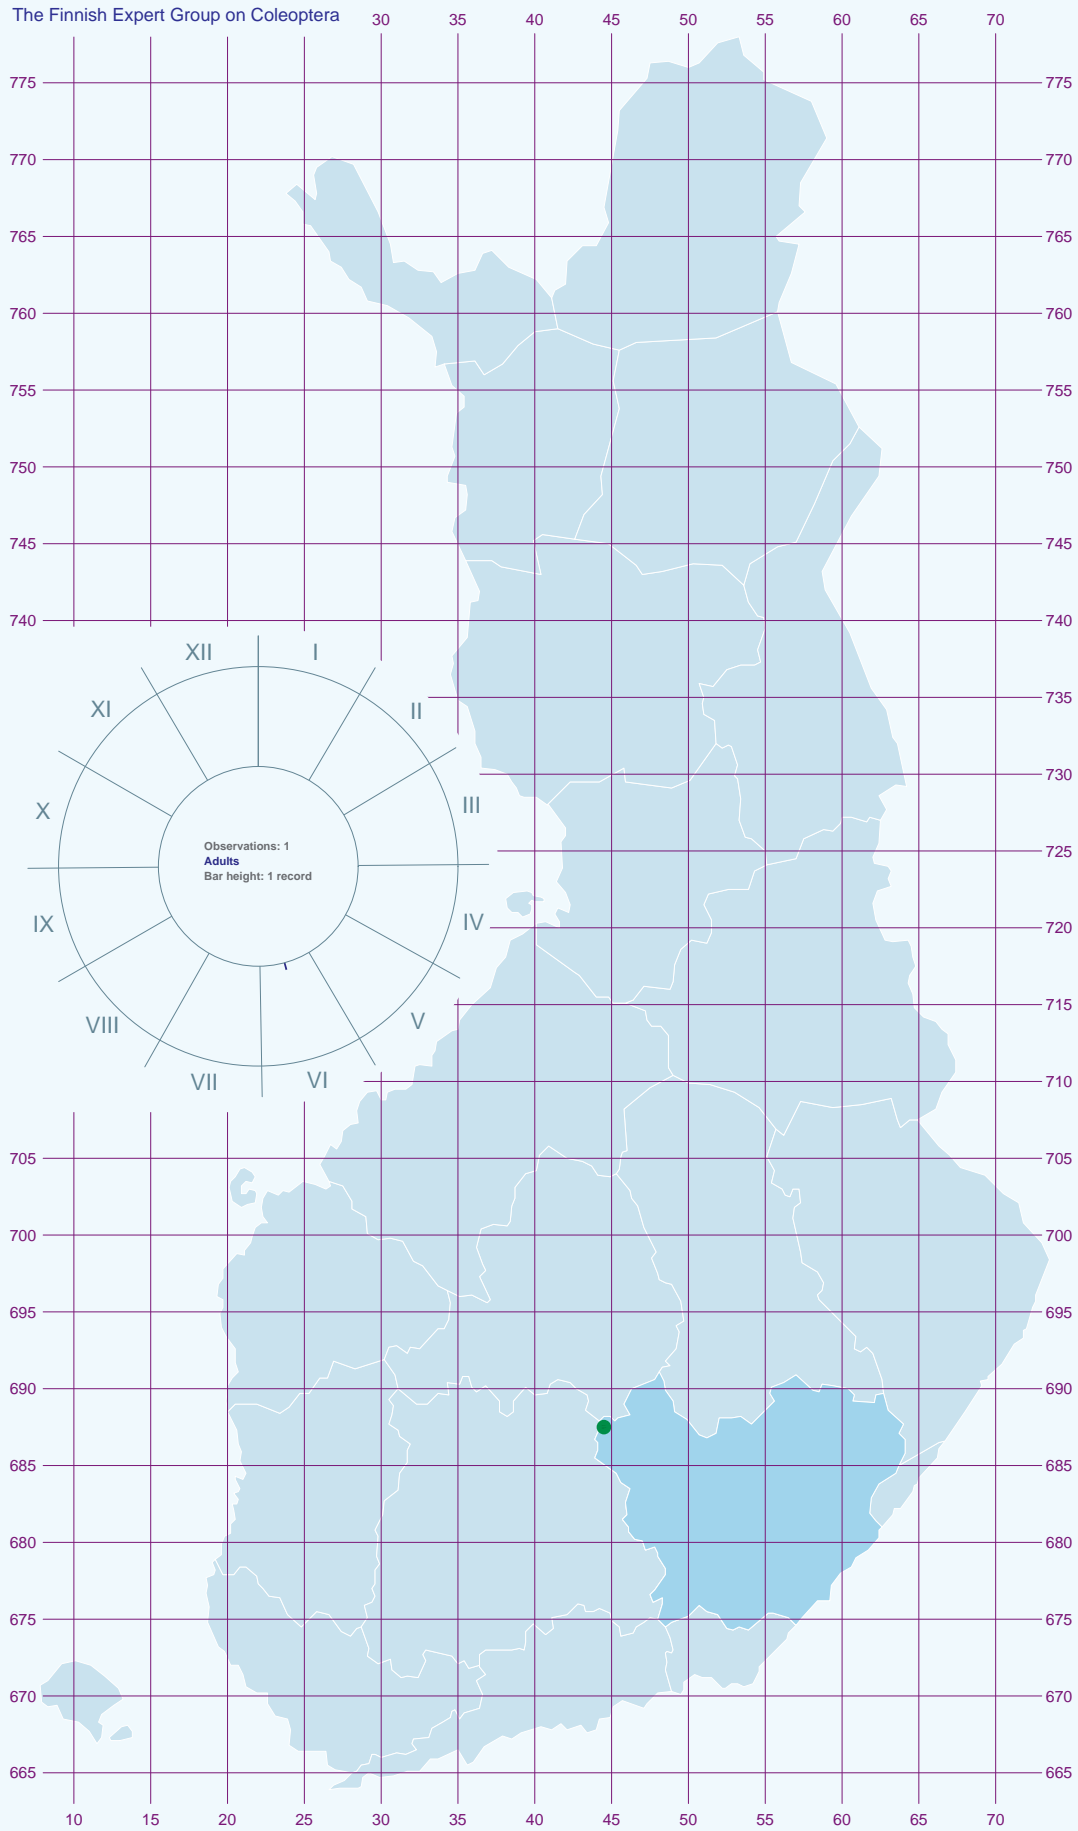 The Finnish Expert Group on Coleoptera 30 35 40 45 50 55 60 65 70
775 775
770 770
765 765
760 760
755 755
750 750
745 745
740 740
XII I
XI II
735
730
X III
Observations: 1
Adults
Bar height: 1 record
725
IX IV
720
715
VIII V
VII VI
710
705 705
700 700
695 695
690 690
685 685
680 680
675 675
670 670
665 665
10 15 20 25 30 35 40 45 50 55 60 65 70